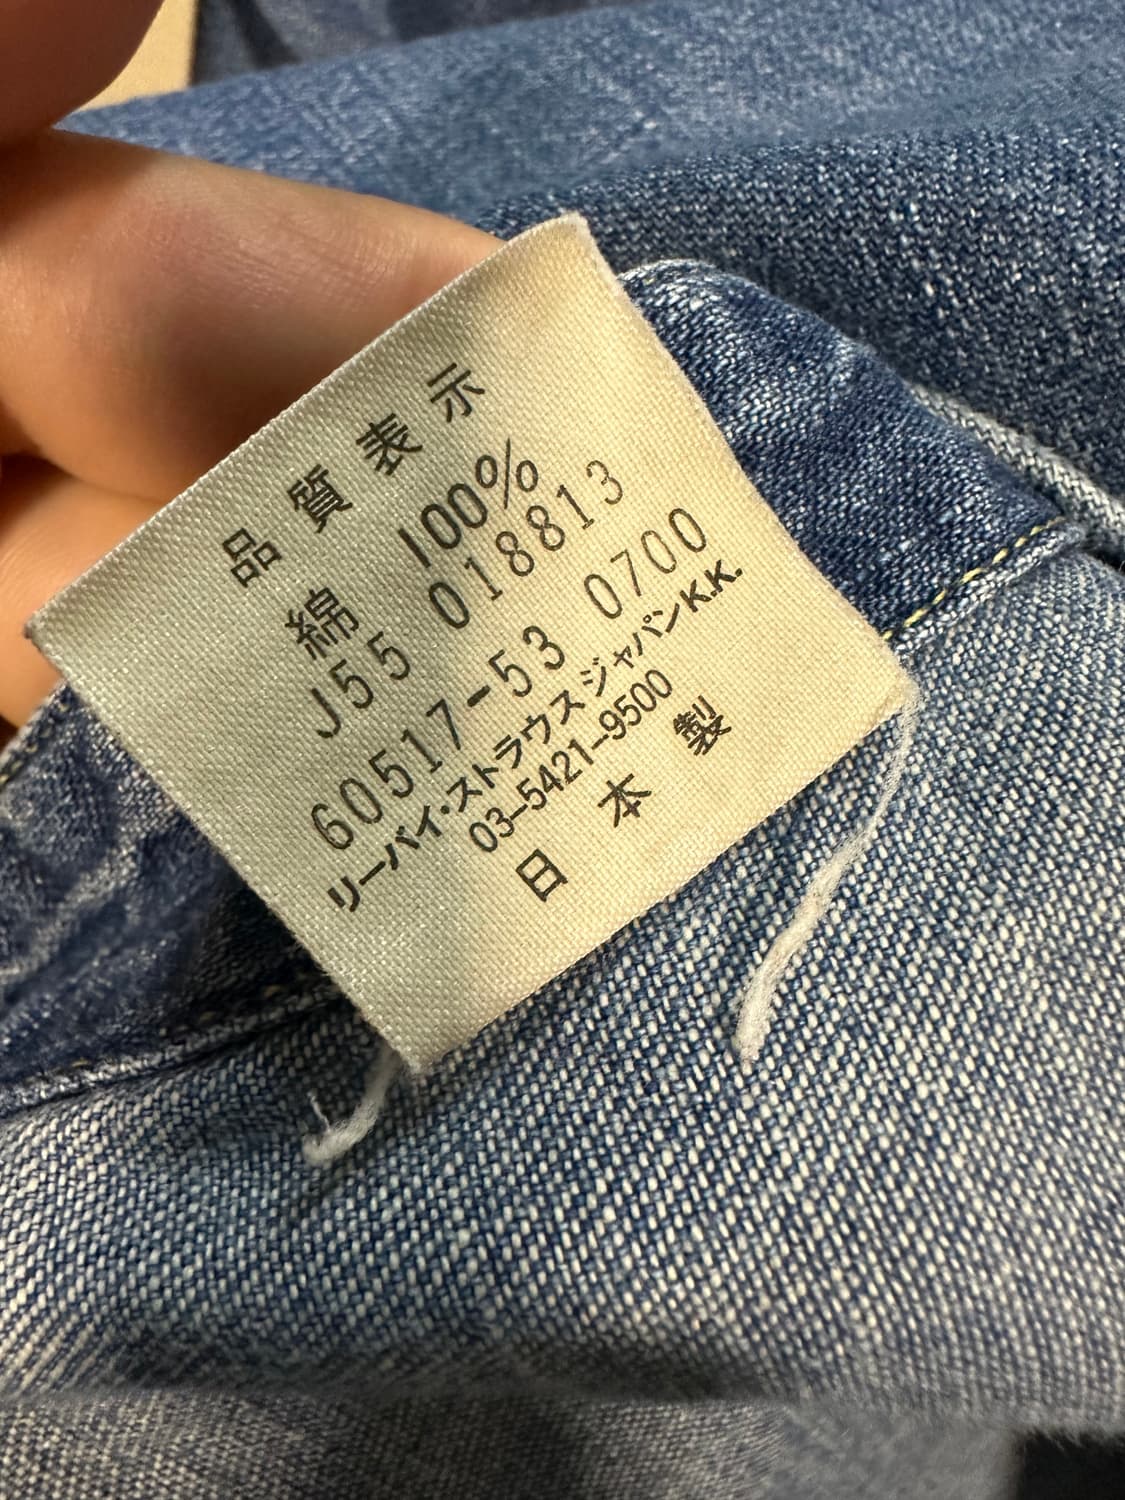 品質表示
綿 100%
J55 018813
60517-53 0700
リーバイ・ストラウス ジャパンK.K.
03-5421-9500
日本製